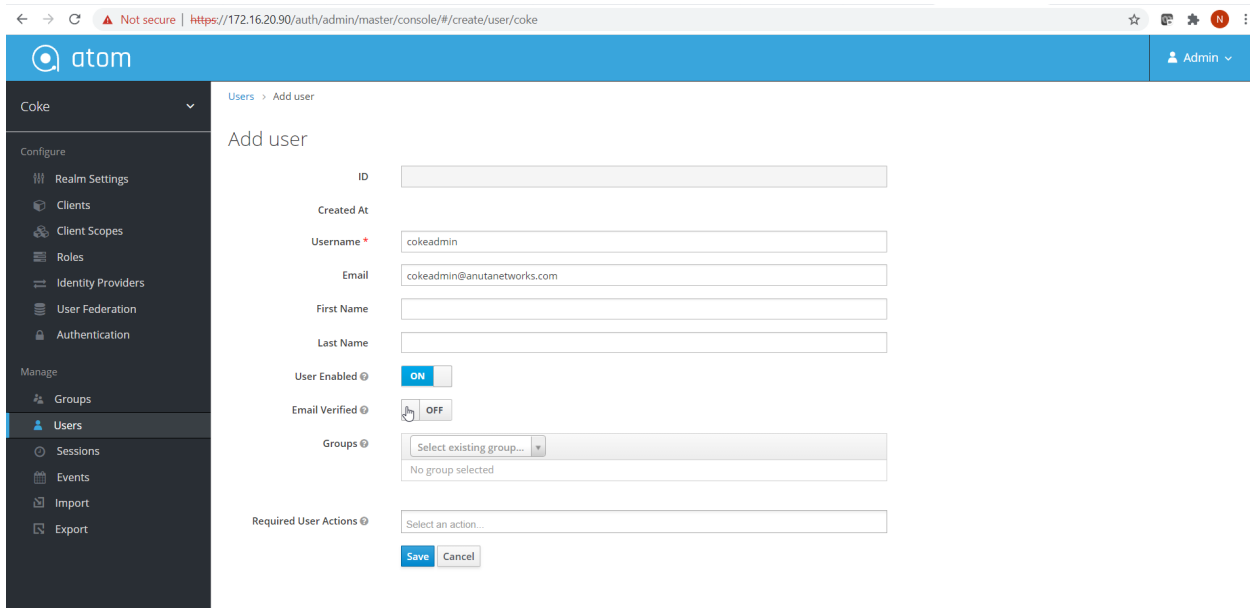 Not secure | https://172.16.20.90/auth/admin/master/console/#/create/user/coke
N
atom
Admin
Coke
Users > Add user
Add user
Configure
Realm Settings
Clients
Client Scopes
Roles
Identity Providers
User Federation
Authentication
Manage
Groups
Users
Sessions
Events
Import
Export
ID
Created At
Username * cokeadmin
Email cokeadmin@anutanetworks.com
First Name
Last Name
User Enabled ON
Email Verified OFF
Groups Select existing group...
No group selected
Required User Actions Select an action...
Save Cancel